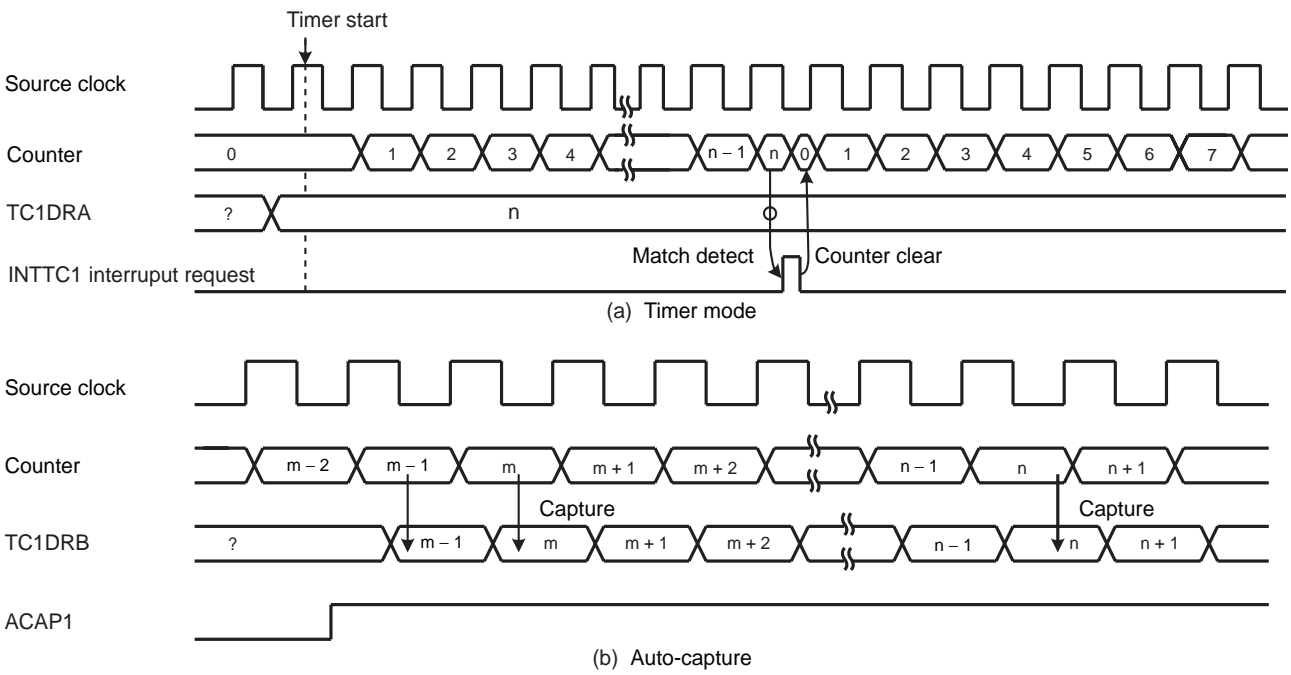 Timer start
Source clock
Counter
0 1 2 3 4 n – 1 n 0 1 2 3 4 5 6 7
TC1DRA
? n
Match detect Counter clear
INTTC1 interruput request
(a) Timer mode
Source clock
Counter
m – 2 m – 1 m m + 1 m + 2 n – 1 n n + 1
Capture Capture
TC1DRB
? m – 1 m m + 1 m + 2 n – 1 n n + 1
ACAP1
(b) Auto-capture